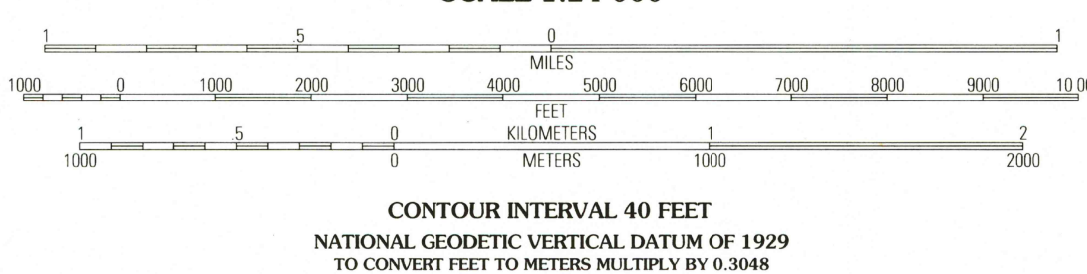 1 .5 0 1
MILES
1000 0 1000 2000 3000 4000 5000 6000 7000 8000 9000
FEET
1 .5 0 KILOMETERS 1 2
1000 0 METERS 1000 2000
CONTOUR INTERVAL 40 FEET
NATIONAL GEODETIC VERTICAL DATUM OF 1929
TO CONVERT FEET TO METERS MULTIPLY BY 0.3048